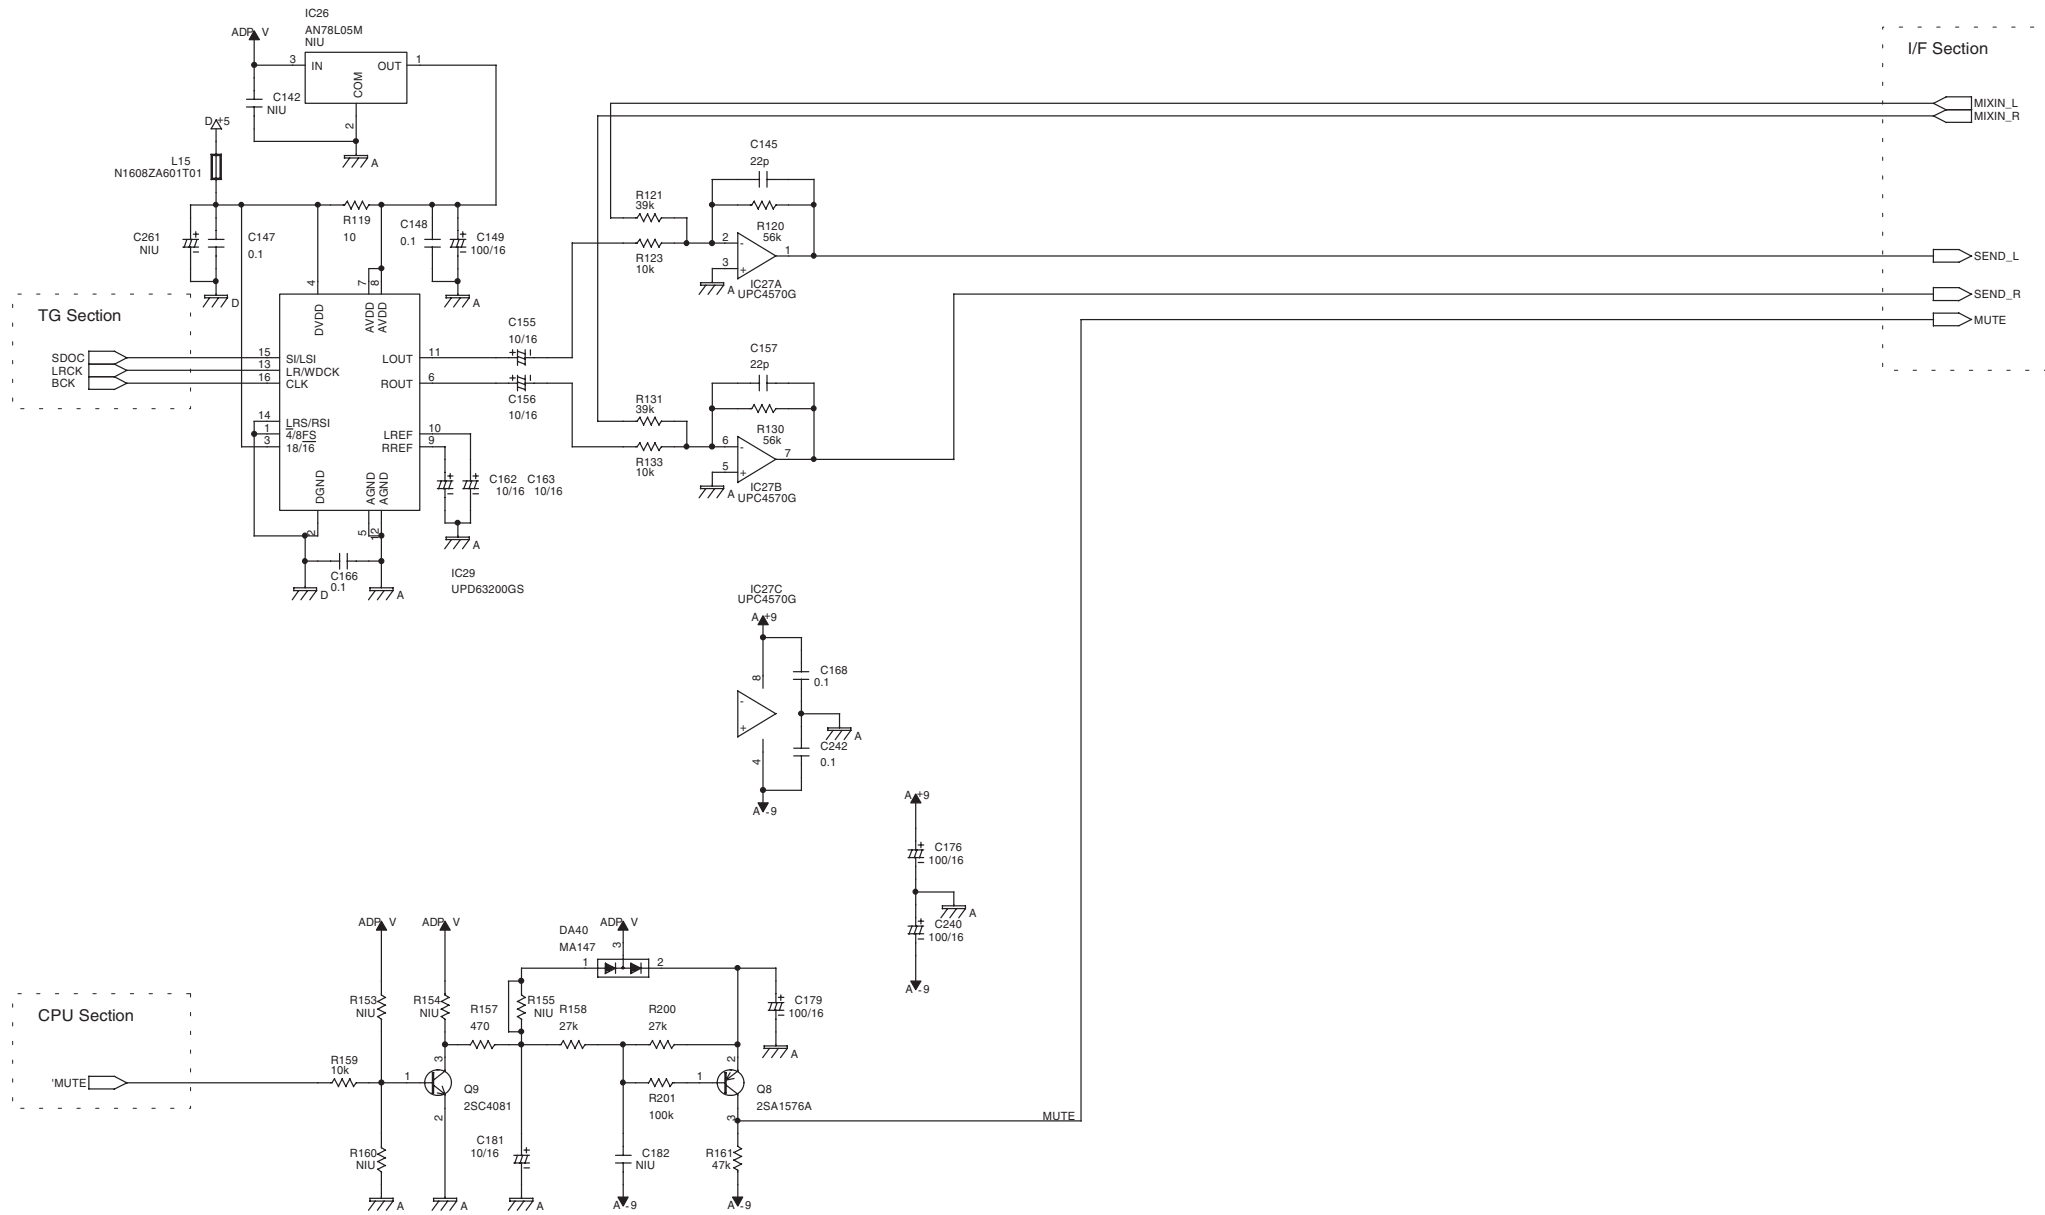 IC26
AN78L05M
NIU
ADP V
3
IN
OUT
1
COM
2
C142
NIU
A
I/F Section
MIXIN_L
MIXIN_R
D +5
L15
N1608ZA601T01
C145
22p
R121
39k
R119
10
C148
0.1
C149
100/16
C261
NIU
C147
0.1
R120
56k
2
-
1
3
+
R123
10k
A
IC27A
UPC4570G
SEND_L
SEND_R
MUTE
4
7
8
D
A
TG Section
DVDD
AVDD
AVDD
C155
10/16
SDOC
LRCK
BCK
15
13
16
SI/LSI
LR/WDCK
CLK
LOUT
11
ROUT
6
C156
10/16
C157
22p
R131
39k
R130
56k
14
1
3
LRS/RSI
4/8FS
18/16
LREF
10
RREF
9
6
-
7
5
+
R133
10k
A
IC27B
UPC4570G
DGND
AGND
AGND
C162
10/16
C163
10/16
2
5
12
A
C166
0.1
D
A
IC29
UPD63200GS
IC27C
UPC4570G
A +9
8
C168
0.1
-
+
A
C242
0.1
4
A -9
A +9
C176
100/16
A
C240
100/16
A -9
ADP V
ADP V
DA40
MA147
ADP V
3
1
2
CPU Section
R153
NIU
R154
NIU
R157
470
R155
NIU
R158
27k
R200
27k
C179
100/16
A
'MUTE
R159
10k
1
3
2
Q9
2SC4081
R201
100k
1
2
3
Q8
2SA1576A
MUTE
R160
NIU
C181
10/16
C182
NIU
R161
47k
A
A
A
A -9
A -9